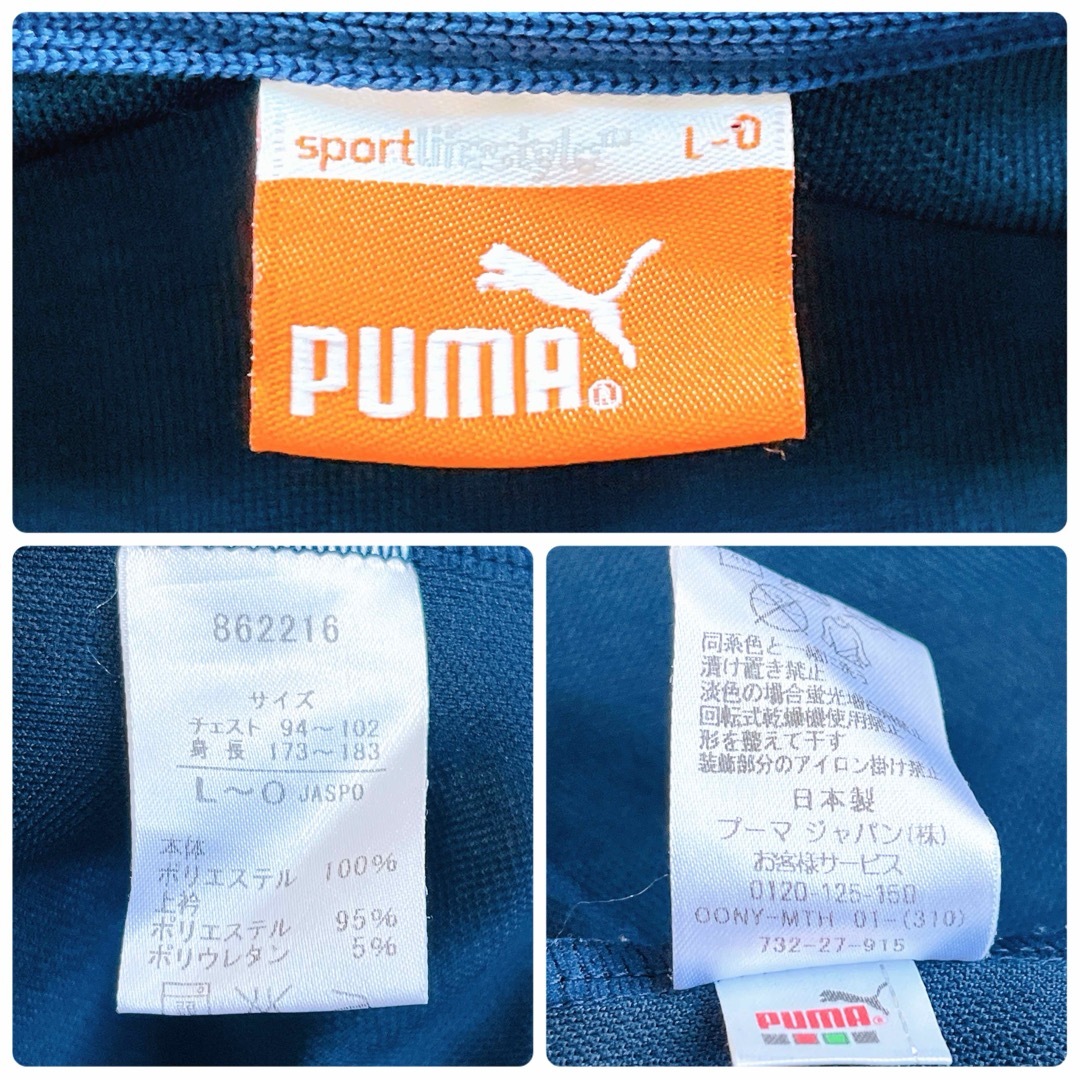 sportlifestyle™ L-O
PUMA®
862216
サイズ
チェスト 94～102
身長 173～183
L～O JASPO
本体
ポリエステル 100%
上衿
ポリエステル 95%
ポリウレタン 5%
同系色と一緒に洗う
漬け置き禁止
淡色の場合蛍光増白
回転式乾燥機使用禁止
形を整えて干す
装飾部分のアイロン掛け禁止
日本製
プーマ ジャパン(株)
お客様サービス
0120-125-150
OONY-MTH 01-(310)
732-27-915
PUMA®